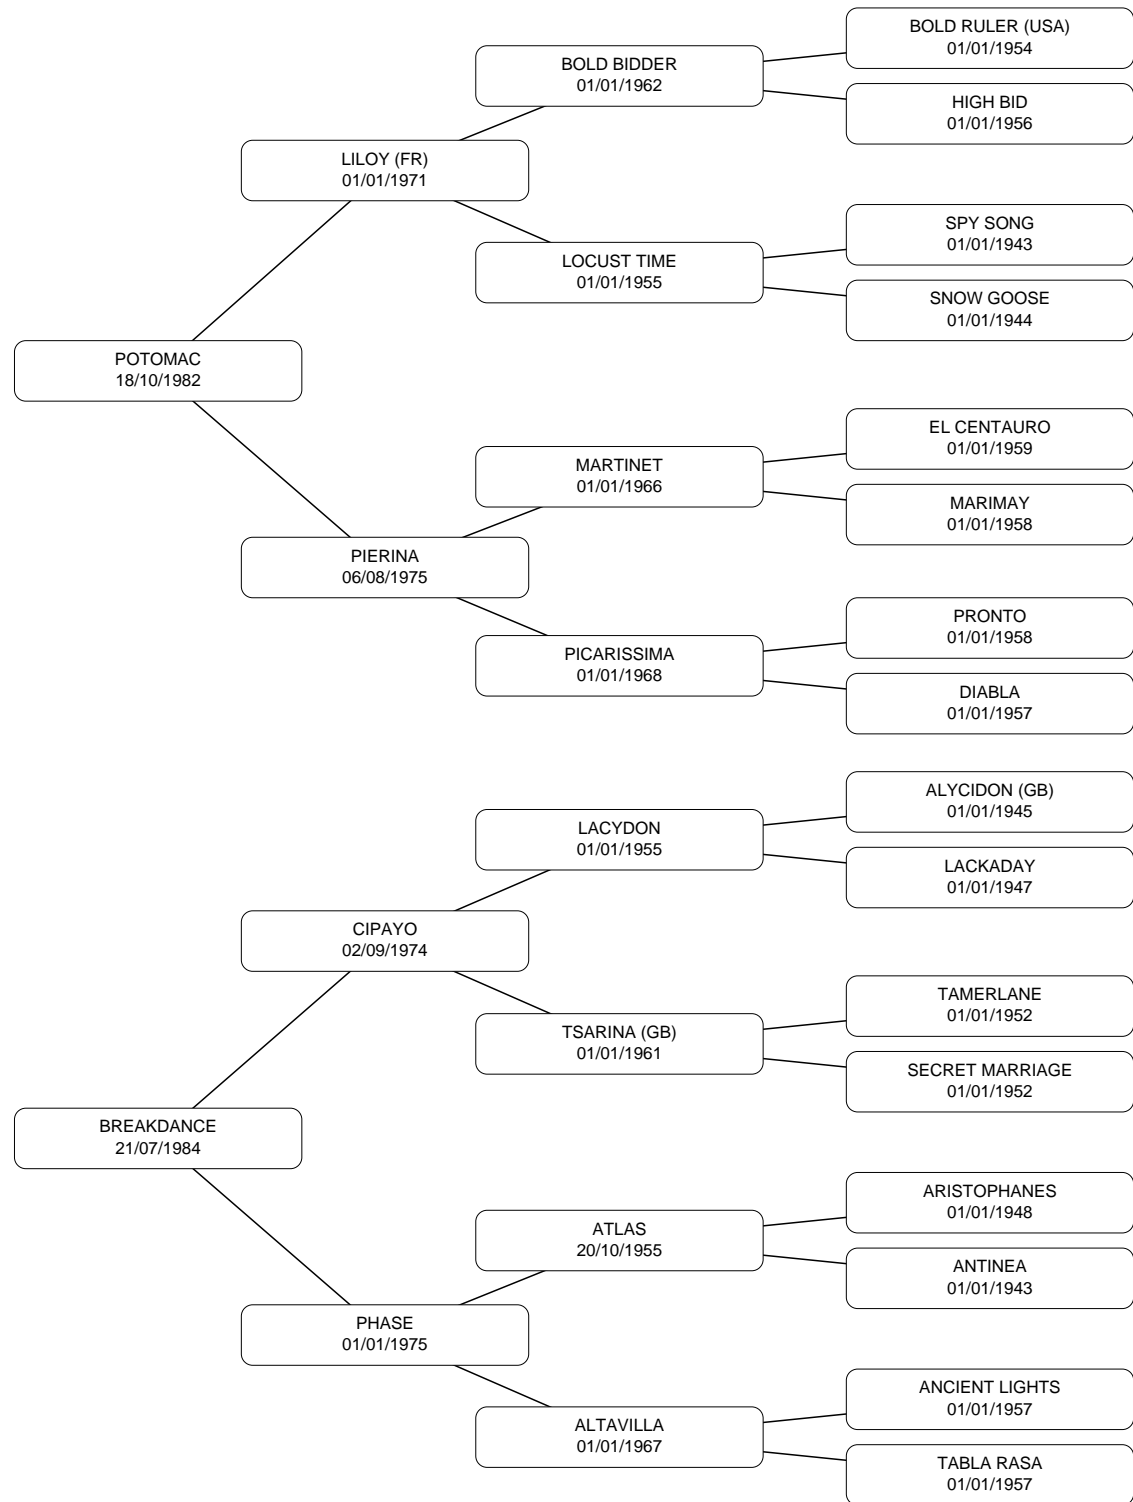 BOLD RULER (USA)
01/01/1954
BOLD BIDDER
01/01/1962
HIGH BID
01/01/1956
LILOY (FR)
01/01/1971
SPY SONG
01/01/1943
LOCUST TIME
01/01/1955
SNOW GOOSE
01/01/1944
POTOMAC
18/10/1982
EL CENTAURO
01/01/1959
MARTINET
01/01/1966
MARIMAY
01/01/1958
PIERINA
06/08/1975
PRONTO
01/01/1958
PICARISSIMA
01/01/1968
DIABLA
01/01/1957
ALYCIDON (GB)
01/01/1945
LACYDON
01/01/1955
LACKADAY
01/01/1947
CIPAYO
02/09/1974
TAMERLANE
01/01/1952
TSARINA (GB)
01/01/1961
SECRET MARRIAGE
01/01/1952
BREAKDANCE
21/07/1984
ARISTOPHANES
01/01/1948
ATLAS
20/10/1955
ANTINEA
01/01/1943
PHASE
01/01/1975
ANCIENT LIGHTS
01/01/1957
ALTAVILLA
01/01/1967
TABLA RASA
01/01/1957